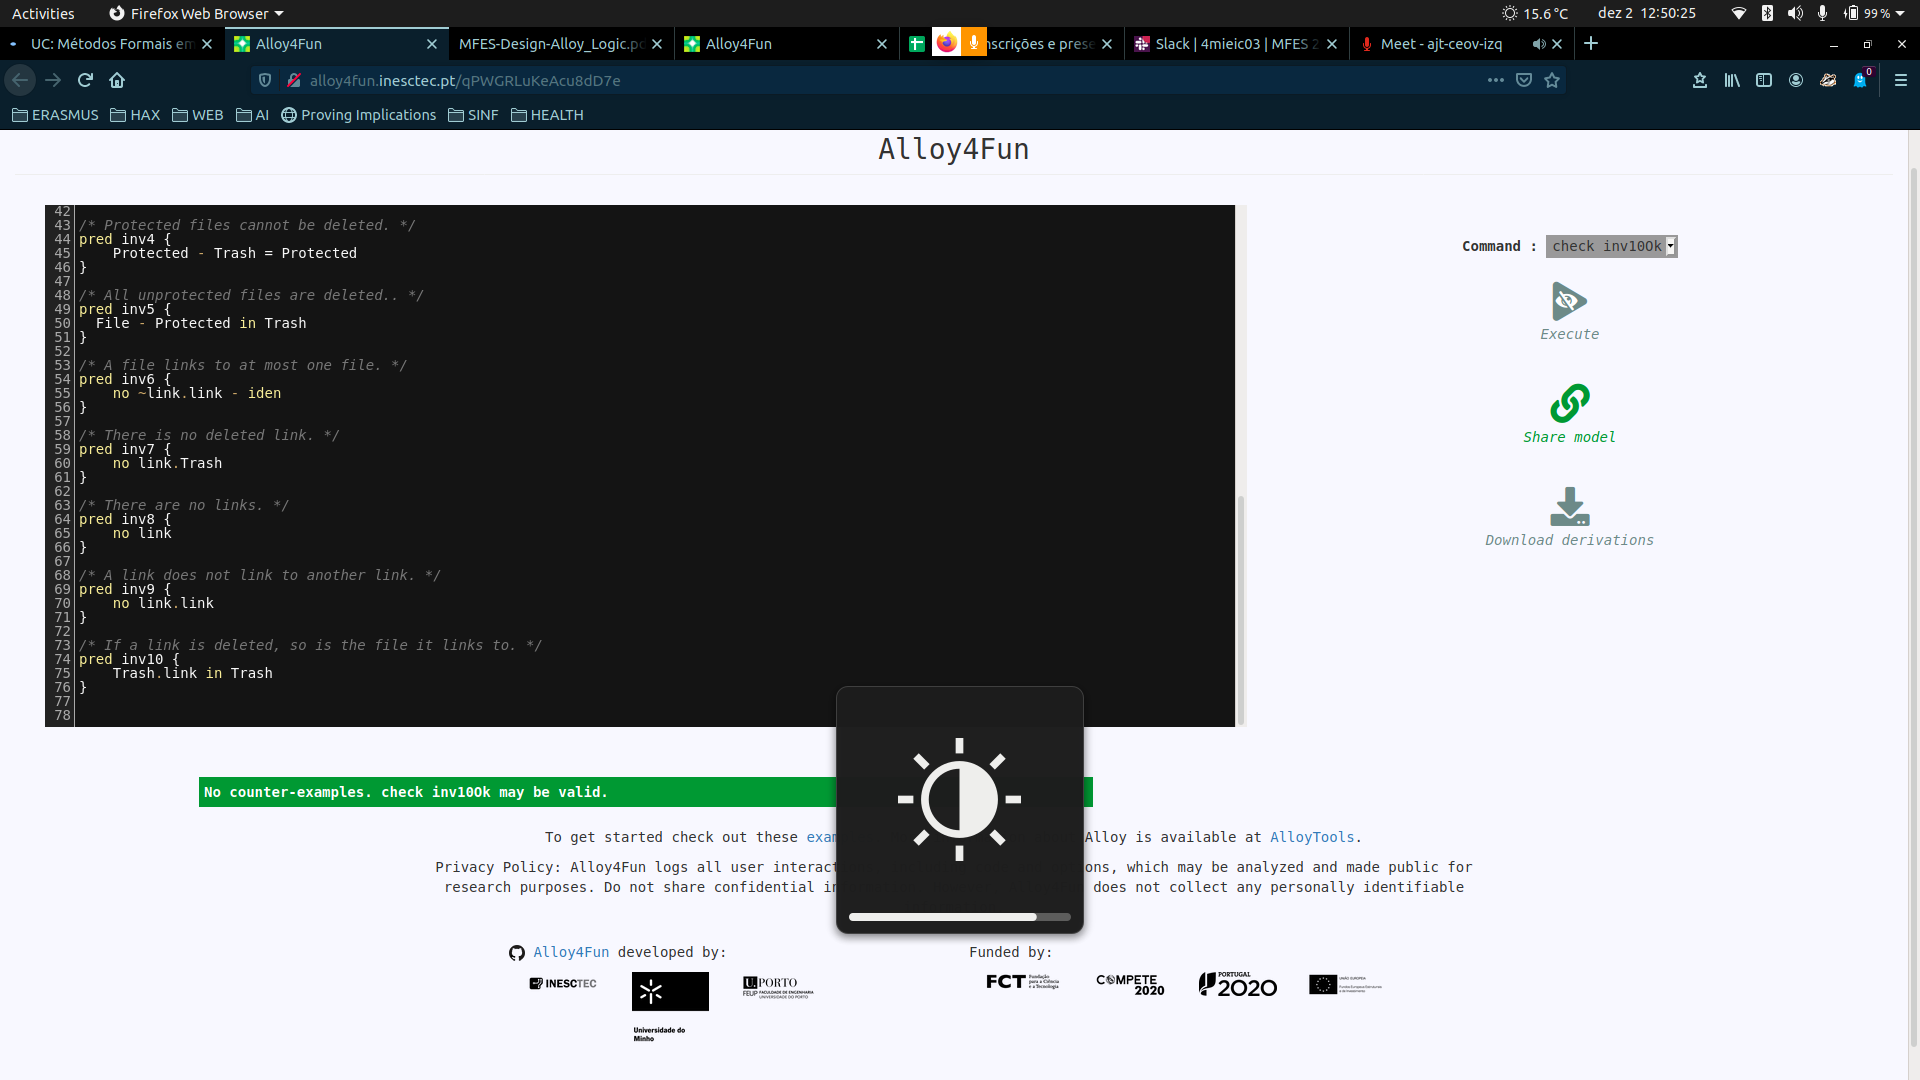 Activities
Firefox Web Browser
15.6 °C
dez 2 12:50:25
99 %
UC: Métodos Formais em
Alloy4Fun
MFES-Design-Alloy_Logic.pd
Alloy4Fun
nscrições e prese
Slack | 4mieic03 | MFES 2
Meet - ajt-ceov-izq
alloy4fun.inesctec.pt/qPWGRLuKeAcu8dD7e
0
ERASMUS
HAX
WEB
AI
Proving Implications
SINF
HEALTH
Alloy4Fun
42
43 /* Protected files cannot be deleted. */
44 pred inv4 {
45     Protected - Trash = Protected
46 }
47
48 /* All unprotected files are deleted.. */
49 pred inv5 {
50   File - Protected in Trash
51 }
52
53 /* A file links to at most one file. */
54 pred inv6 {
55     no ~link.link - iden
56 }
57
58 /* There is no deleted link. */
59 pred inv7 {
60     no link.Trash
61 }
62
63 /* There are no links. */
64 pred inv8 {
65     no link
66 }
67
68 /* A link does not link to another link. */
69 pred inv9 {
70     no link.link
71 }
72
73 /* If a link is deleted, so is the file it links to. */
74 pred inv10 {
75     Trash.link in Trash
76 }
77
78
Command : check inv10Ok
Execute
Share model
Download derivations
No counter-examples. check inv10Ok may be valid.
To get started check out these Alloy is available at AlloyTools.
Privacy Policy: Alloy4Fun logs all user which may be analyzed and made public for
research purposes. Do not share confidential does not collect any personally identifiable
Alloy4Fun developed by:
Funded by:
INESCTEC
Universidade do
Minho
U.PORTO
FEUP FACULDADE DE ENGENHARIA
UNIVERSIDADE DO PORTO
FCT Fundação
para a Ciência
e a Tecnologia
COMPETE
2020
PORTUGAL
2020
UNIÃO EUROPEIA